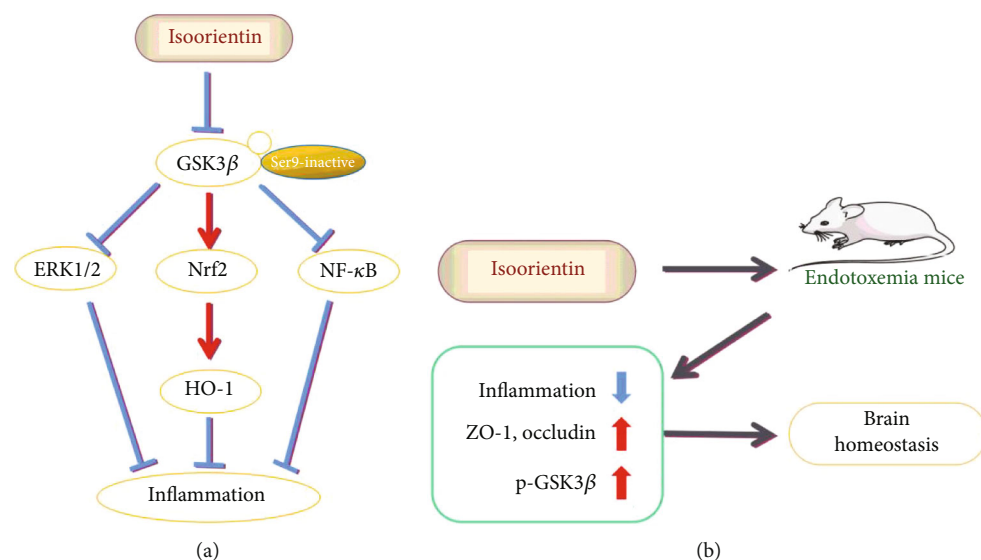 Isoorientin
GSK3β
Ser9-inactive
ERK1/2
Nrf2
NF-κB
HO-1
Inflammation
(a)
Isoorientin
Endotoxemia mice
Inflammation
ZO-1, occludin
p-GSK3β
Brain
homeostasis
(b)